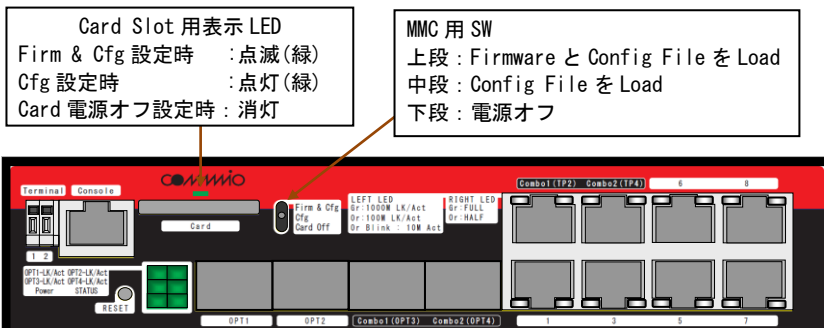 Card Slot 用表示 LED
Firm & Cfg 設定時　：点滅(緑)
Cfg 設定時　　　　：点灯(緑)
Card 電源オフ設定時：消灯
MMC 用 SW
上段：Firmware と Config File を Load
中段：Config File を Load
下段：電源オフ
Terminal Console
commio
Card
Firm & Cfg
Cfg
Card Off
LEFT LED
Gr:1000M LK/Act
Or:100M LK/Act
Or Blink : 10M Act
RIGHT LED
Gr:FULL
Or:HALF
Combo1(TP2) Combo2(TP4) 6 8
1 2
OPT1-LK/Act OPT2-LK/Act
OPT3-LK/Act OPT4-LK/Act
Power STATUS
RESET
OPT1 OPT2 Combo1(OPT3) Combo2(OPT4) 1 3 5 7